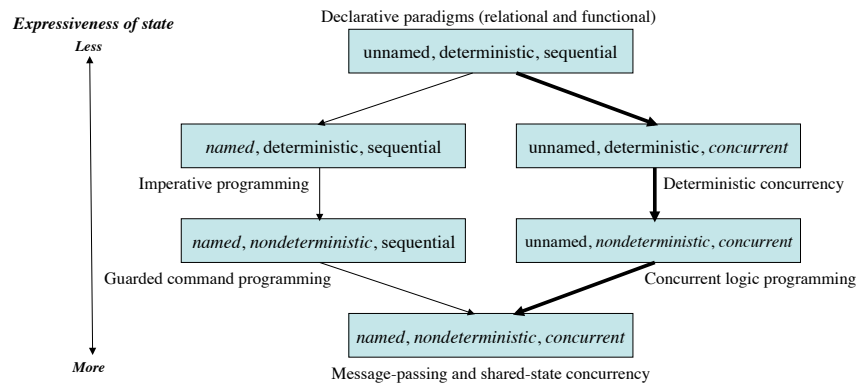 Declarative paradigms (relational and functional)
Expressiveness of state
Less
unnamed, deterministic, sequential
named, deterministic, sequential
unnamed, deterministic, concurrent
Imperative programming
Deterministic concurrency
named, nondeterministic, sequential
unnamed, nondeterministic, concurrent
Guarded command programming
Concurrent logic programming
named, nondeterministic, concurrent
More
Message-passing and shared-state concurrency